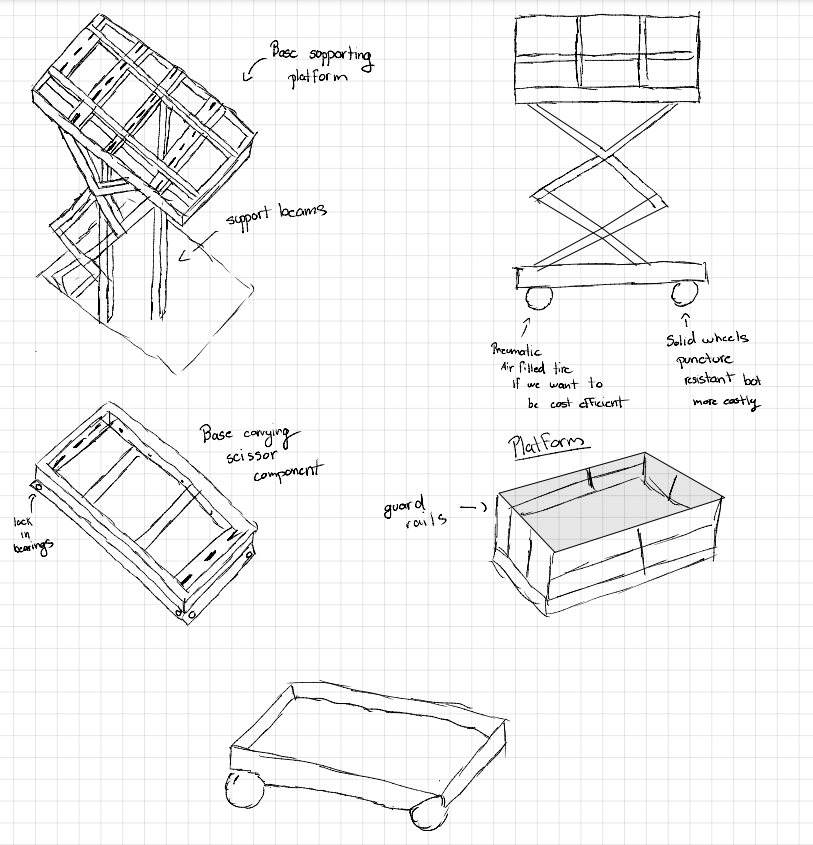 Base supporting
platform
support beams
Pneumatic
Air filled tire
If we want to
be cost efficient
Solid wheels
puncture
resistant but
more costly
Base carrying
scissor
component
lock
in
bearings
Platform
guard
rails